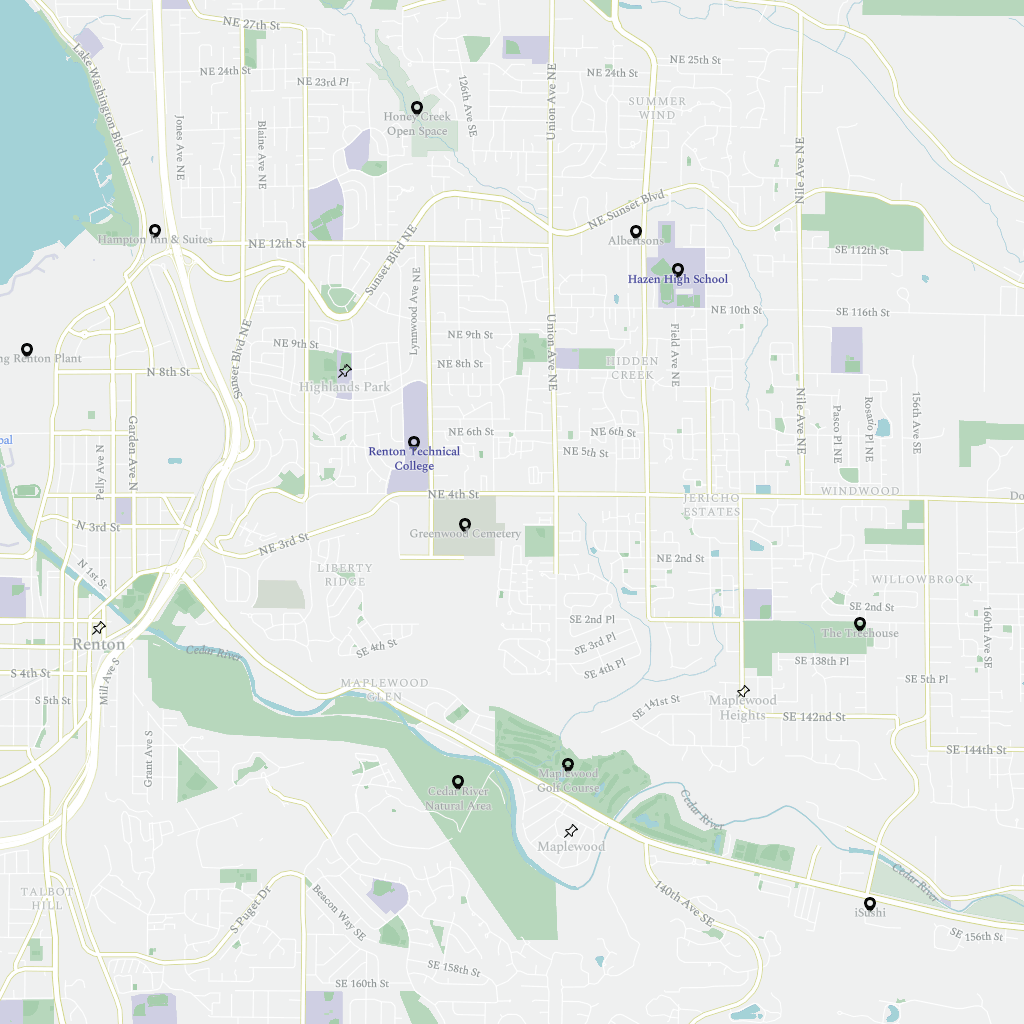 NE 27th St
NE 24th St
NE 23rd Pl
126th Ave SE
Union Ave NE
NE 24th St
NE 25th St
SUMMER
WIND
Lake Washington Blvd N
Jones Ave NE
Blaine Ave NE
Honey Creek
Open Space
Nile Ave NE
NE Sunset Blvd
Hampton Inn & Suites
NE 12th St
Sunset Blvd NE
Albertsons
SE 112th St
Hazen High School
Lynnwood Ave NE
NE 10th St
SE 116th St
Union Ave NE
Field Ave NE
NE 9th St
NE 9th St
NE 8th St
HIDDEN
CREEK
ng Renton Plant
N 8th St
Sunset Blvd NE
Highlands Park
Nile Ave NE
Pasco Pl NE
Rosario Pl NE
156th Ave SE
Garden Ave N
Pelly Ave N
NE 6th St
NE 6th St
NE 5th St
pal
Renton Technical
College
NE 4th St
JERICHO
ESTATES
WINDWOOD
Do
N 3rd St
NE 3rd St
Greenwood Cemetery
NE 2nd St
N 1st St
LIBERTY
RIDGE
WILLOWBROOK
SE 2nd St
SE 2nd Pl
The Treehouse
160th Ave SE
Renton
SE 3rd Pl
SE 4th St
Cedar River
SE 138th Pl
S 4th St
SE 4th Pl
SE 5th Pl
Mill Ave S
MAPLEWOOD
GLEN
S 5th St
SE 141st St
Maplewood
Heights
SE 142nd St
SE 144th St
Grant Ave S
Maplewood
Golf Course
Cedar River
Natural Area
Cedar River
Maplewood
Cedar River
TALBOT
HILL
S Puget Dr
Beacon Way SE
140th Ave SE
iSushi
SE 156th St
SE 158th St
SE 160th St